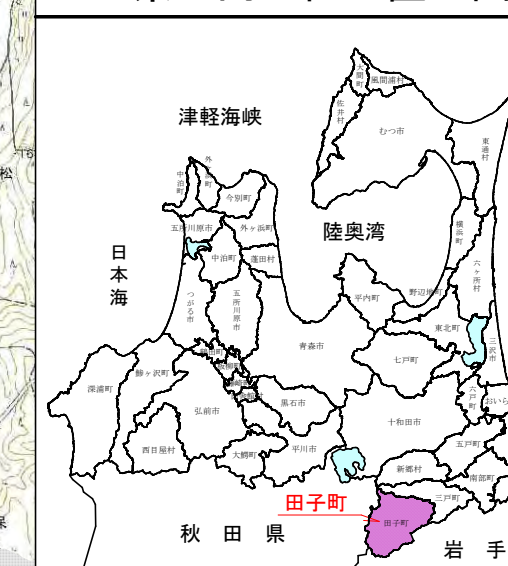 大間町
風間浦村
佐井村
むつ市
東通村
津軽海峡
外ヶ浜町
中泊町
今別町
五所川原市
外ヶ浜町
中泊町
蓬田村
陸奥湾
横浜町
六ヶ所村
日本海
つがる市
五所川原市
平内町
野辺地町
東北町
三沢市
青森市
七戸町
深浦町
鰺ヶ沢町
弘前市
黒石市
六戸町
おいら
十和田市
西目屋村
大鰐町
平川市
五戸町
新郷村
南部町
三戸町
田子町
田子町
秋田県
岩手
松